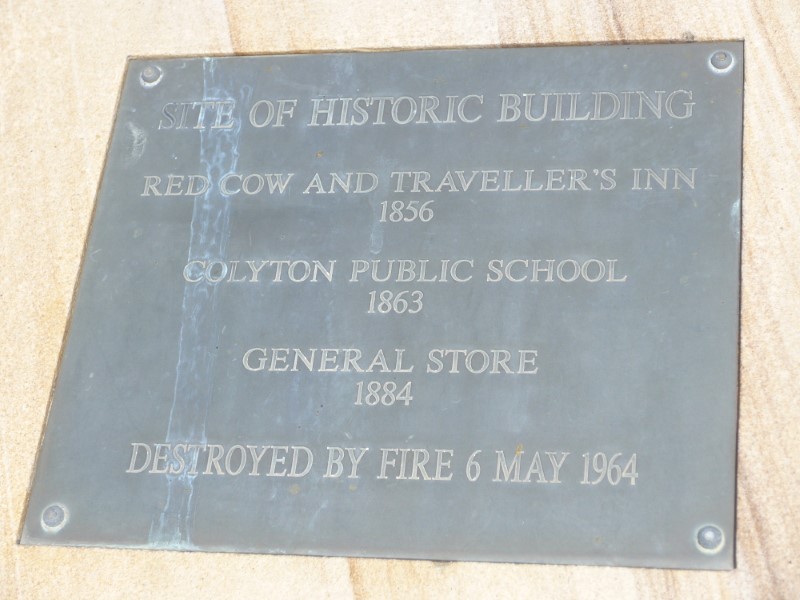 SITE OF HISTORIC BUILDING
RED COW AND TRAVELLER'S INN
1856
COLYTON PUBLIC SCHOOL
1863
GENERAL STORE
1884
DESTROYED BY FIRE 6 MAY 1964